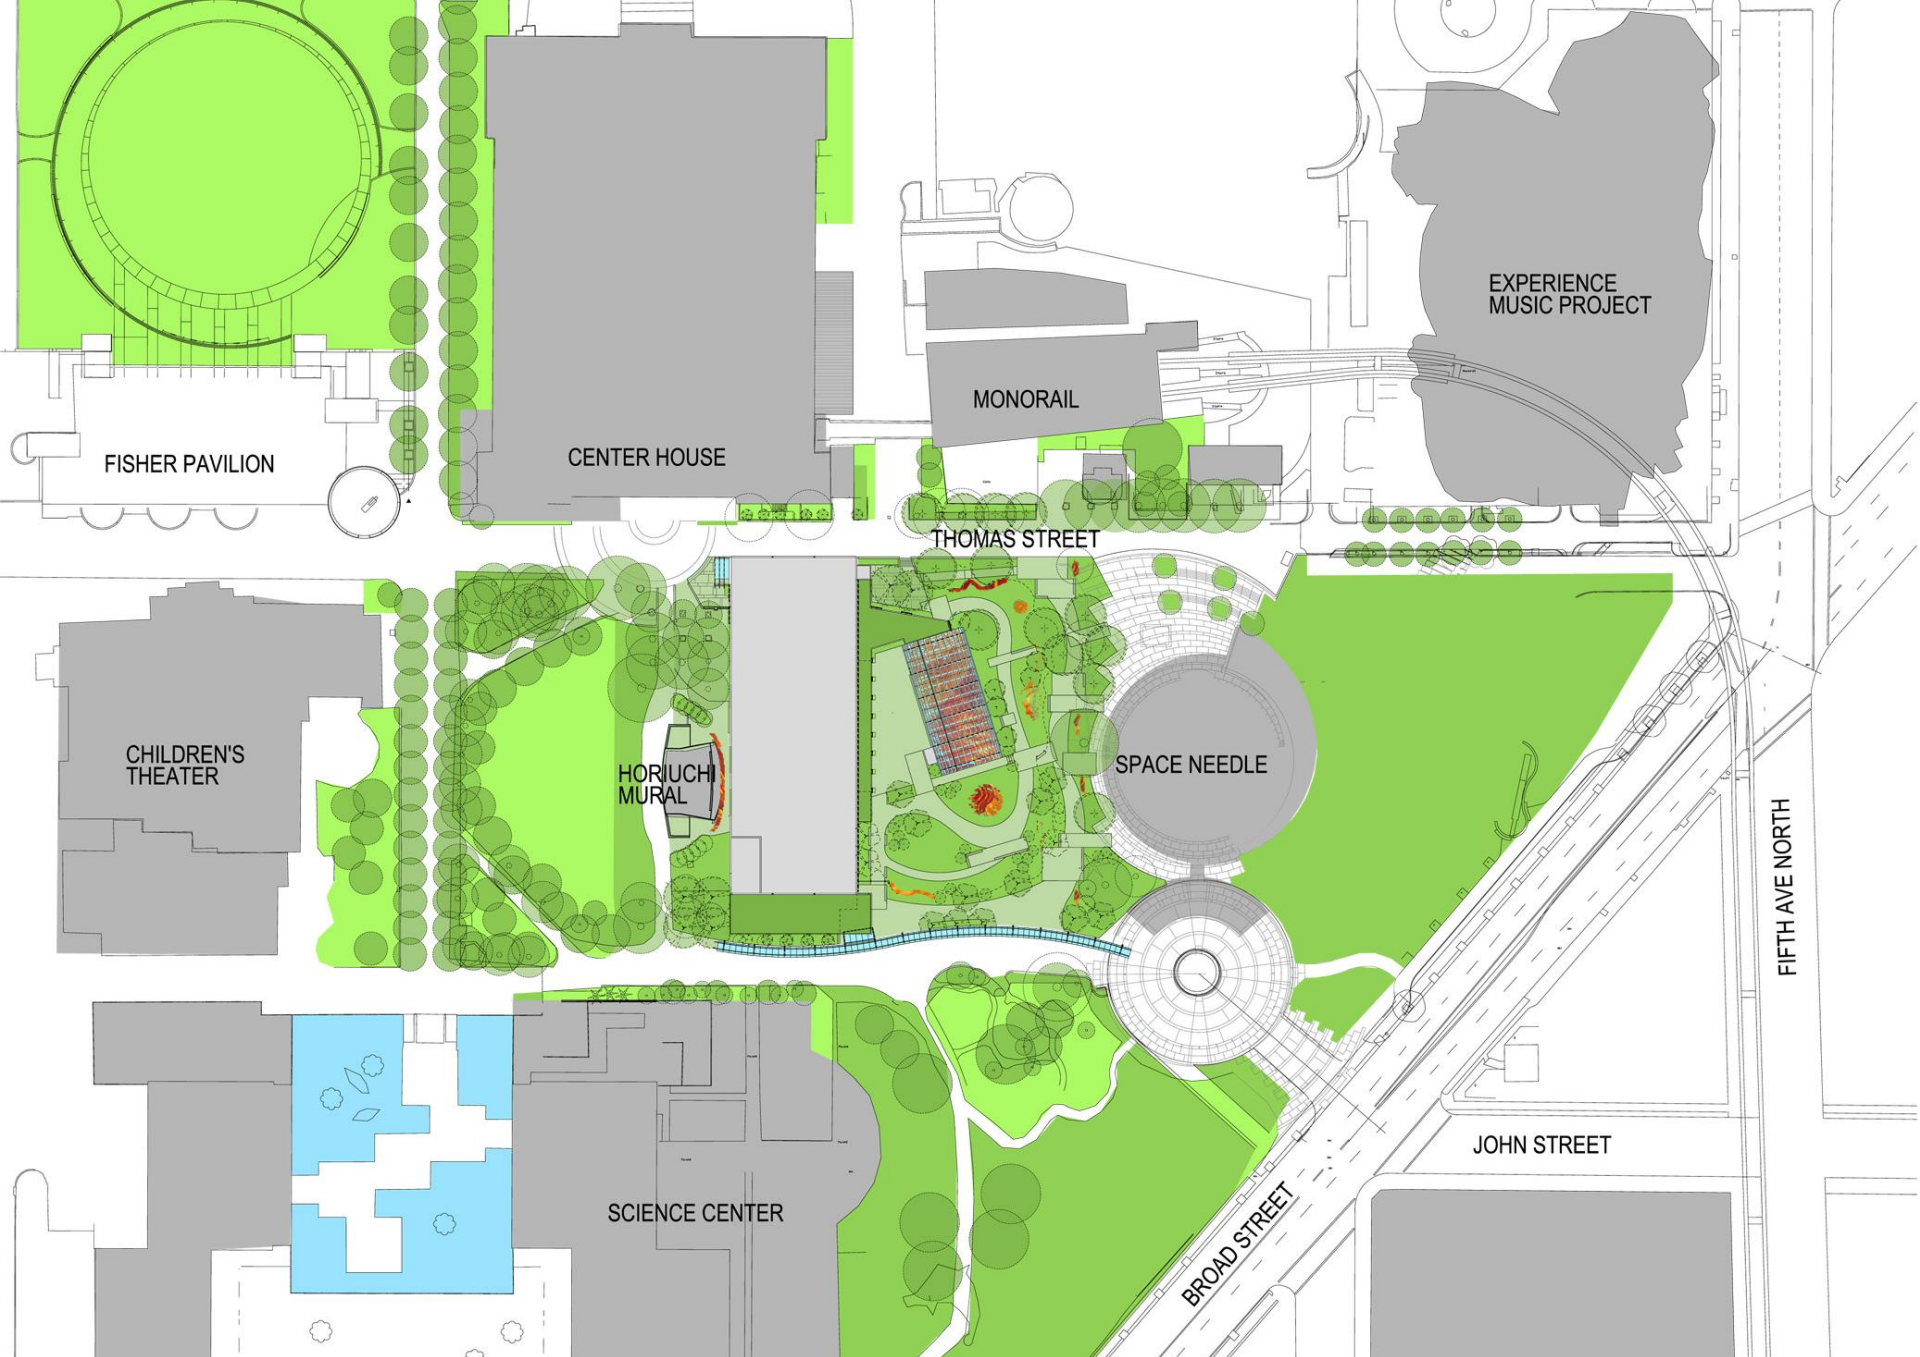 EXPERIENCE
MUSIC PROJECT
MONORAIL
CENTER HOUSE
FISHER PAVILION
THOMAS STREET
CHILDREN'S
THEATER
HORIUCHI
MURAL
SPACE NEEDLE
FIFTH AVE NORTH
JOHN STREET
SCIENCE CENTER
BROAD STREET